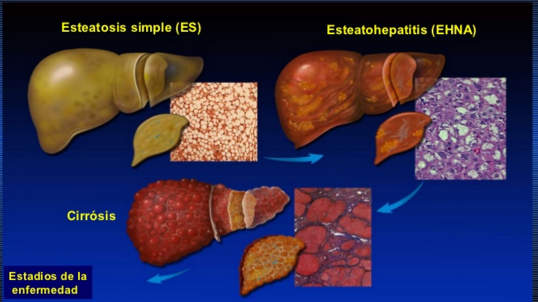 Esteatosis simple (ES)
Esteatohepatitis (EHNA)
Cirrósis
Estadios de la
enfermedad